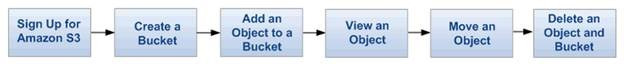 Sign Up for
Amazon S3
Create a
Bucket
Add an
Object to a
Bucket
View an
Object
Move an
Object
Delete an
Object and
Bucket